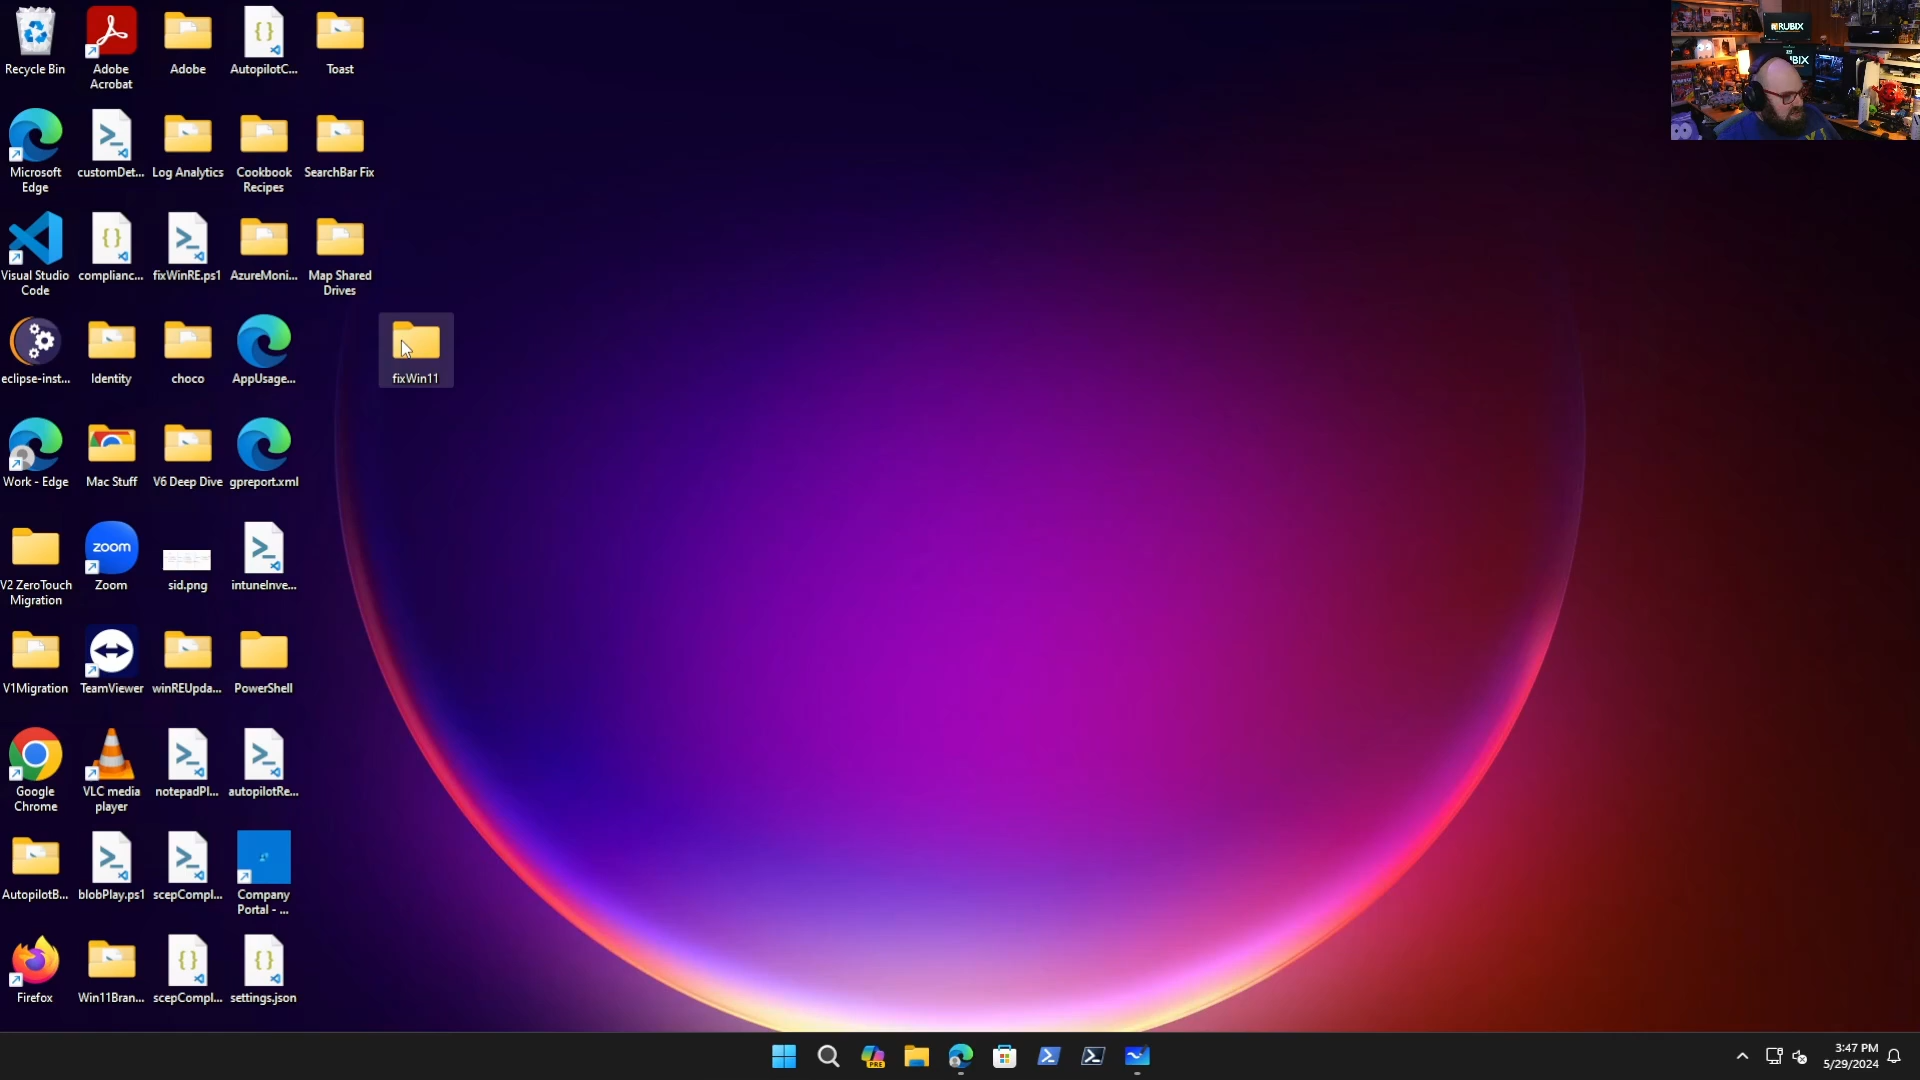 Recycle Bin
Adobe
Acrobat
Adobe
AutopilotC...
Toast
RUBIX
Microsoft
Edge
customDet...
Log Analytics
Cookbook
Recipes
SearchBar Fix
Visual Studio
Code
complianc...
fixWinRE.ps1
AzureMoni...
Map Shared
Drives
eclipse-inst...
Identity
choco
AppUsage...
fixWin11
Work - Edge
Mac Stuff
V6 Deep Dive
gpreport.xml
V2 ZeroTouch
Migration
zoom
Zoom
sid.png
intuneInve...
V1Migration
TeamViewer
winREUpda...
PowerShell
Google
Chrome
VLC media
player
notepadPl...
autopilotRe...
AutopilotB...
blobPlay.ps1
scepCompl...
Company
Portal - ...
Firefox
Win11Bran...
scepCompl...
settings.json
PRE
3:47 PM
5/29/2024